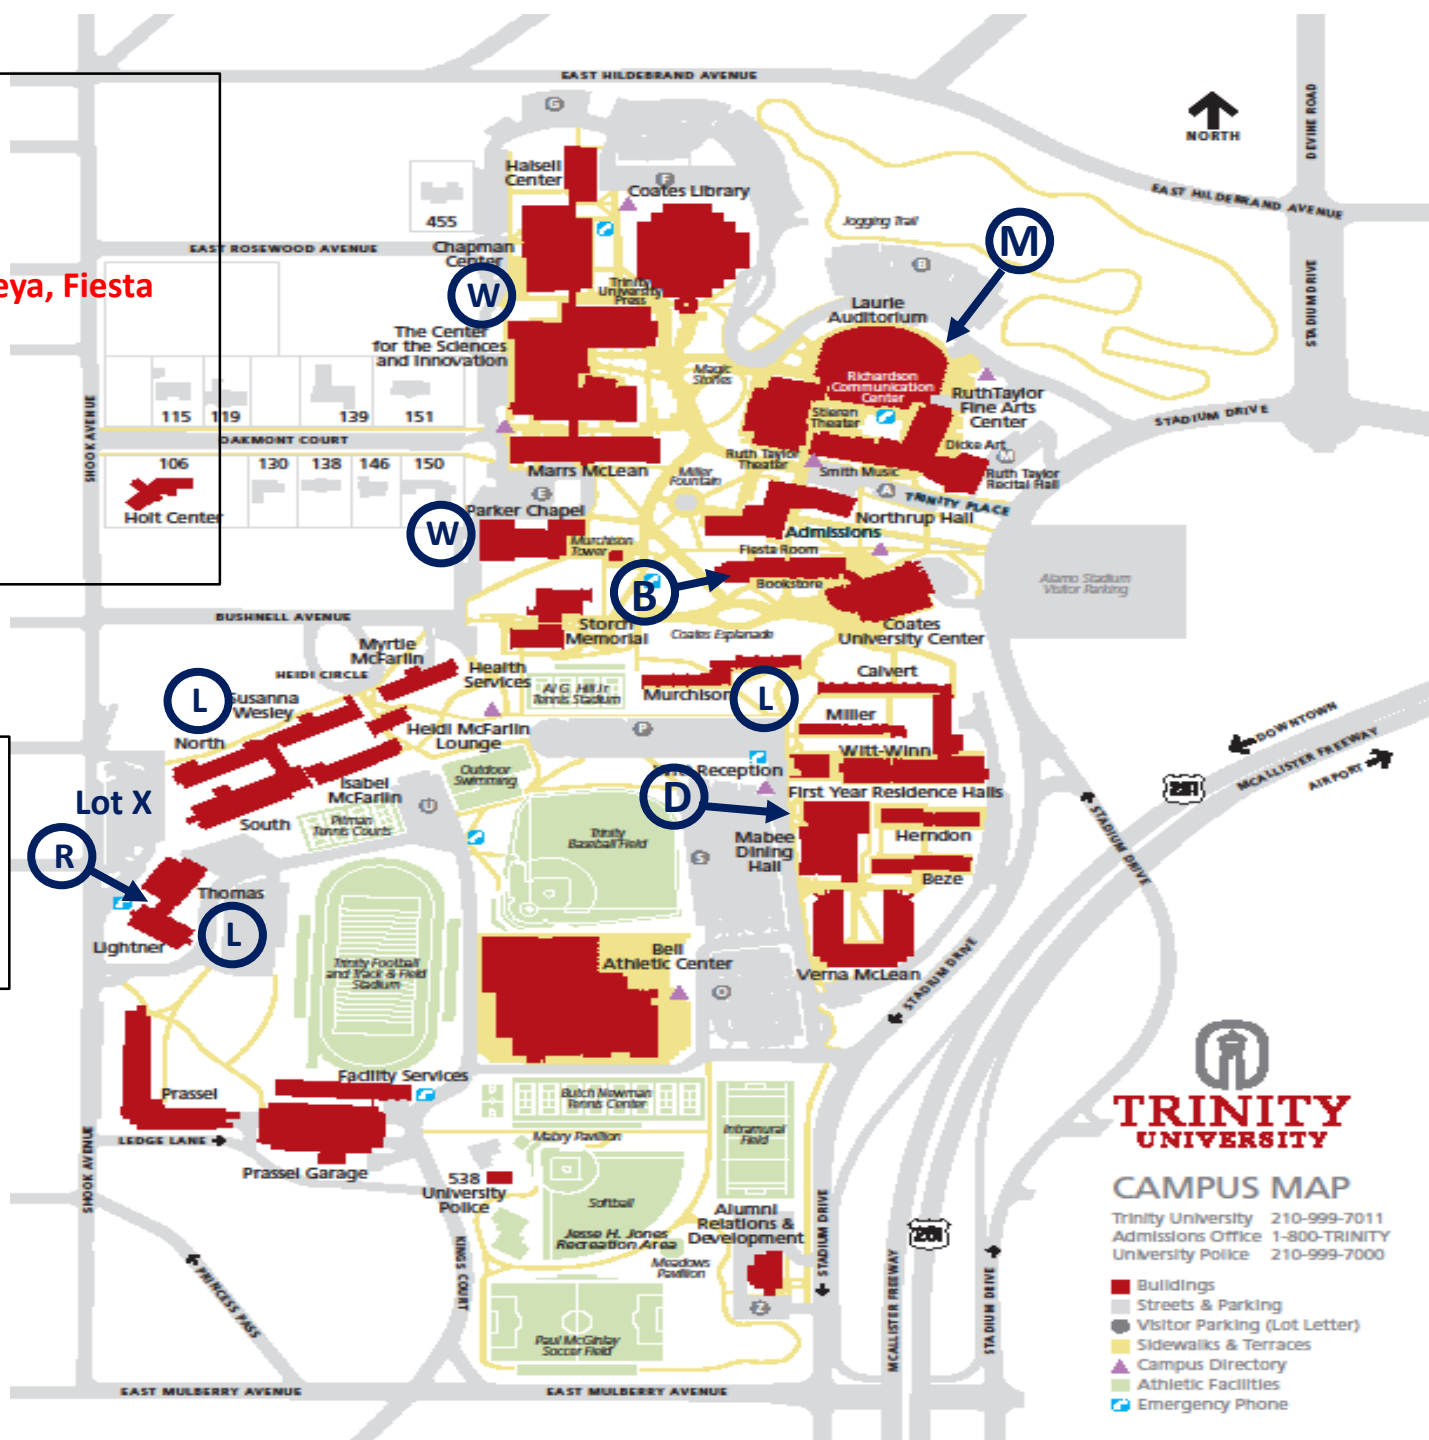 EAST HILDEBRAND AVENUE
G
NORTH
DEVINE ROAD
Halsell
Center
F
Coates Library
EAST HILDEBRAND AVENUE
455
Jogging Trail
M
EAST ROSEWOOD AVENUE
Chapman
Center
B
eya, Fiesta
W
Trinity
University
Press
Laurie
Auditorium
STADIUM DRIVE
The Center
for the Sciences
and Innovation
Magic
Stones
Richardson
Communication
Center
Ruth Taylor
Fine Arts
Center
SHOOK AVENUE
115
119
139
151
Stieren
Theater
STADIUM DRIVE
OAKMONT COURT
Dicke Art
M
106
130
138
146
150
Marrs McLean
Miller
Fountain
Ruth Taylor
Theater
Smith Music
Ruth Taylor
Recital Hall
Holt Center
E
A
TRINITY PLACE
Parker Chapel
Northrup Hall
W
Murchison
Tower
Admissions
Fiesta Room
B
Bookstore
Alamo Stadium
Visitor Parking
BUSHNELL AVENUE
Storch
Memorial
Coates Esplanade
Coates
University Center
Myrtle
McFarlin
HEIDI CIRCLE
Health
Services
Calvert
L
Susanna
Wesley
Al G. Hill Jr
Tennis Stadium
Murchison
L
Miller
North
Heidi McFarlin
Lounge
P
Witt-Winn
DOWNTOWN
MCALLISTER FREEWAY
AIRPORT
281
Outdoor
Swimming
Reception
Isabel
McFarlin
D
First Year Residence Halls
Lot X
U
South
Pitman
Tennis Courts
Trinity
Baseball Field
Mabee
Dining
Hall
Herndon
STADIUM DRIVE
R
S
Thomas
Beze
L
Lightner
Bell
Athletic Center
Trinity Football
and Track & Field
Stadium
Verna McLean
STADIUM DRIVE
O
Facility Services
Prassel
Butch Newman
Tennis Center
Intramural
Field
TRINITY
UNIVERSITY
LEDGE LANE
Mabry Pavilion
Prassel Garage
538
University
Police
SHOOK AVENUE
Softball
Jesse H. Jones
Recreation Area
Alumni
Relations &
Development
CAMPUS MAP
Trinity University 210-999-7011
Admissions Office 1-800-TRINITY
University Police 210-999-7000
Meadows
Pavilion
KINGS COURT
STADIUM DRIVE
281
PRINCESS PASS
Z
MCALLISTER FREEWAY
STADIUM DRIVE
Buildings
Streets & Parking
Visitor Parking (Lot Letter)
Sidewalks & Terraces
Campus Directory
Athletic Facilities
Emergency Phone
Paul McGinlay
Soccer Field
EAST MULBERRY AVENUE
EAST MULBERRY AVENUE